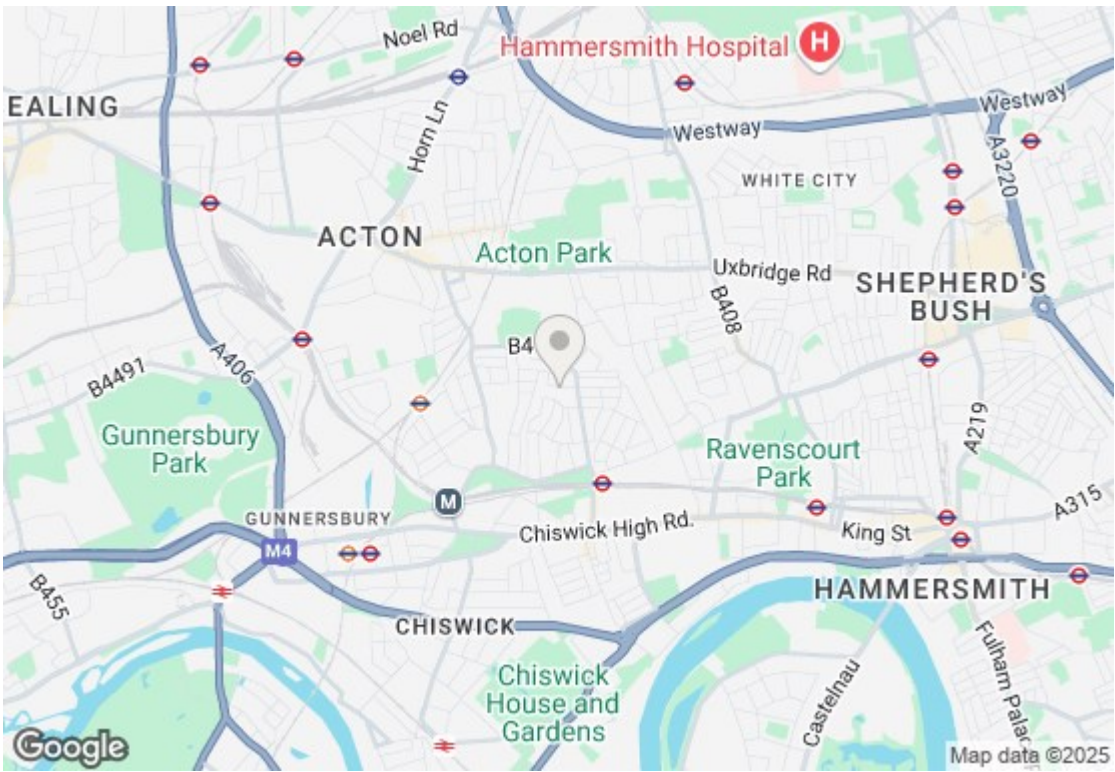 Noel Rd
Hammersmith Hospital
H
EALING
Horn Ln
Westway
Westway
A3220
WHITE CITY
ACTON
Acton Park
Uxbridge Rd
SHEPHERD'S
BUSH
B408
B4
A406
B4491
Gunnersbury
Park
Ravenscourt
Park
A219
A315
M
GUNNERSBURY
Chiswick High Rd.
King St
M4
B455
HAMMERSMITH
CHISWICK
Chiswick
House and
Gardens
Castelnau
Fulham Palac
Google
Map data ©2025